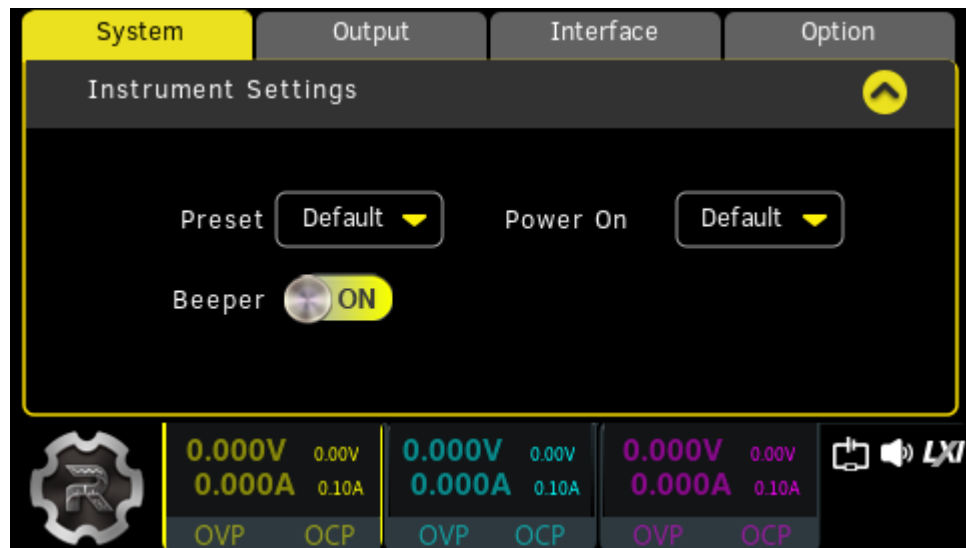 System Output Interface Option
Instrument Settings
Preset Default Power On Default
Beeper ON
0.000V 0.00V 0.000V 0.00V 0.000V 0.00V LXI
0.000A 0.10A 0.000A 0.10A 0.000A 0.10A
OVP OCP OVP OCP OVP OCP
R